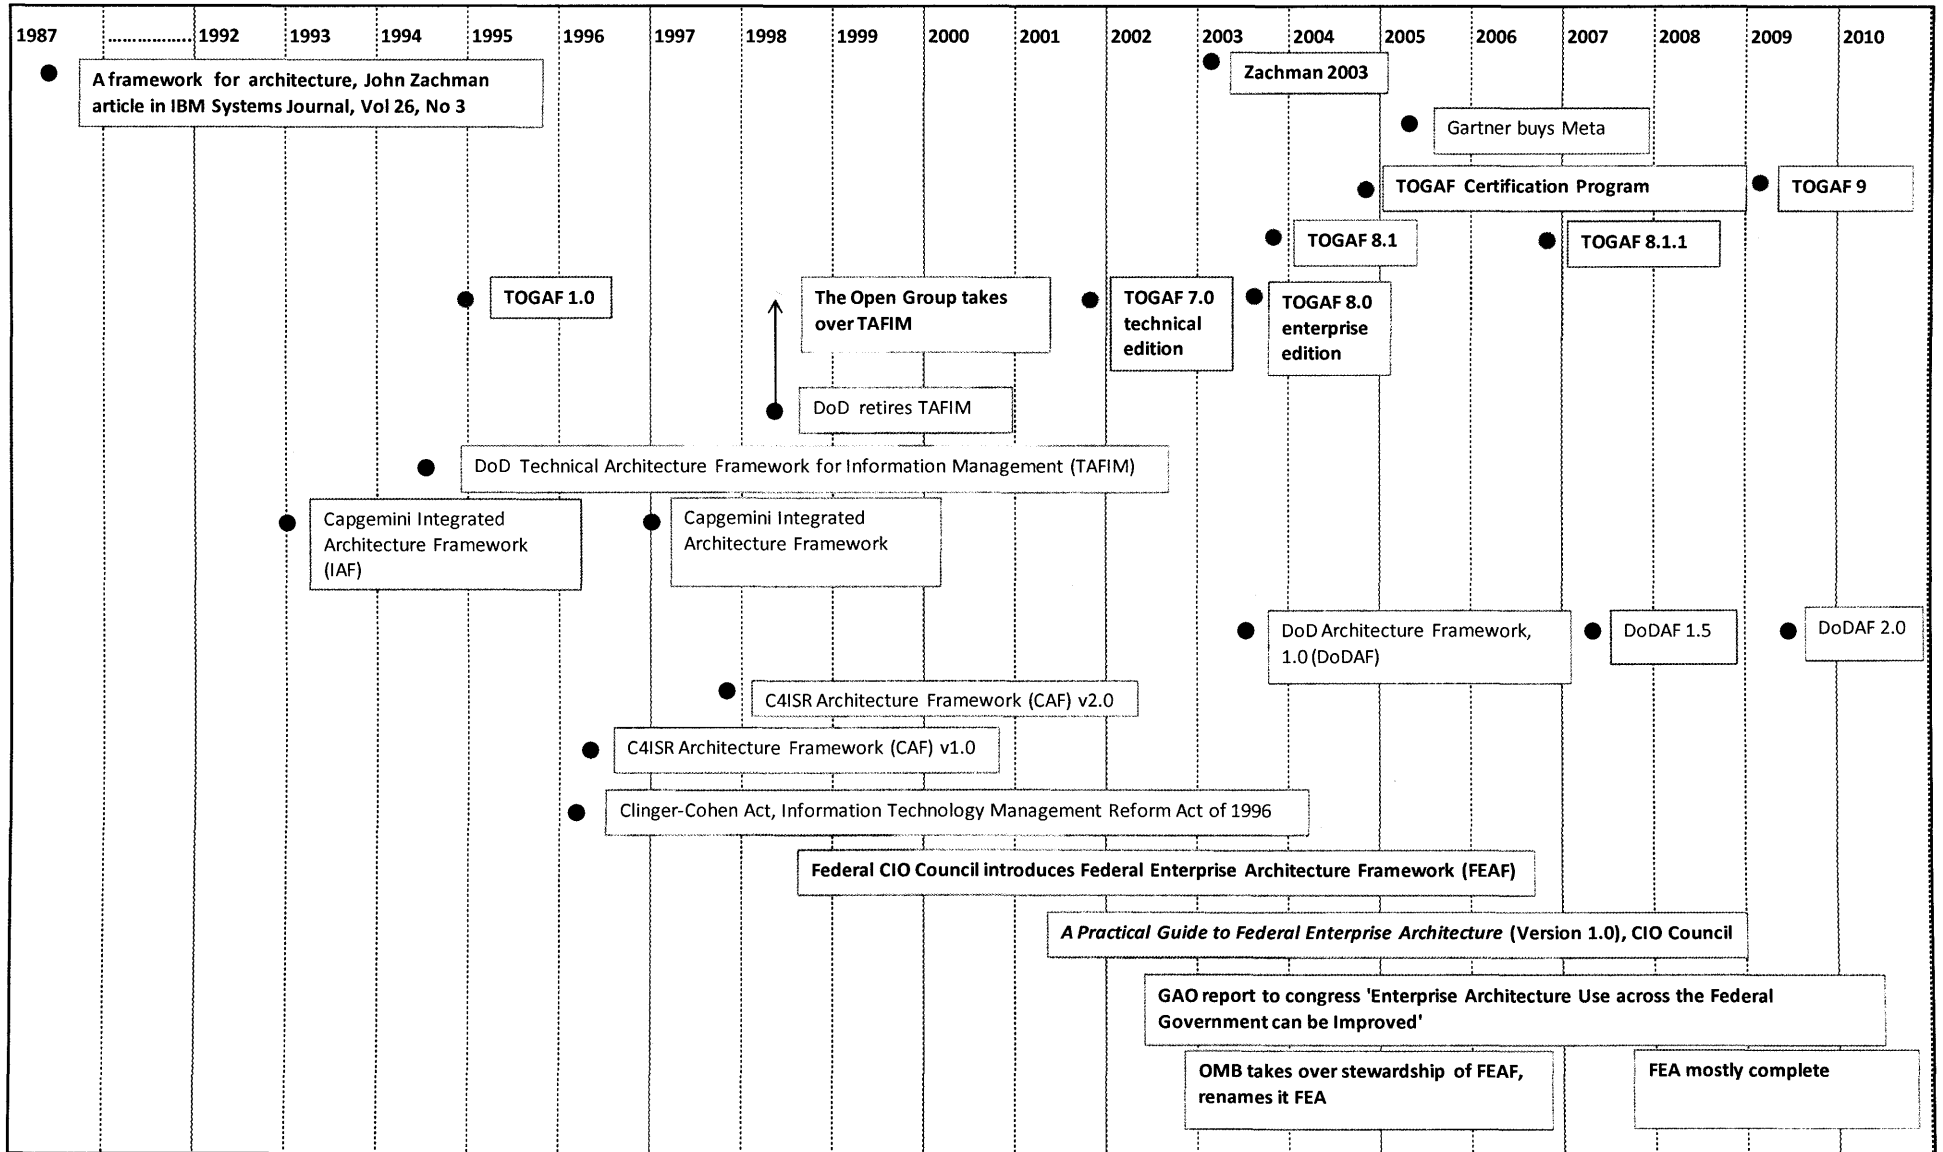 1987 .................. 1992 1993 1994 1995 1996 1997 1998 1999 2000 2001 2002 2003 2004 2005 2006 2007 2008 2009 2010
A framework for architecture, John Zachman
article in IBM Systems Journal, Vol 26, No 3
Zachman 2003
Gartner buys Meta
TOGAF Certification Program
TOGAF 9
TOGAF 8.1
TOGAF 8.1.1
TOGAF 1.0
The Open Group takes
over TAFIM
TOGAF 7.0
technical
edition
TOGAF 8.0
enterprise
edition
DoD retires TAFIM
DoD Technical Architecture Framework for Information Management (TAFIM)
Capgemini Integrated
Architecture Framework
(IAF)
Capgemini Integrated
Architecture Framework
DoD Architecture Framework,
1.0 (DoDAF)
DoDAF 1.5
DoDAF 2.0
C4ISR Architecture Framework (CAF) v2.0
C4ISR Architecture Framework (CAF) v1.0
Clinger-Cohen Act, Information Technology Management Reform Act of 1996
Federal CIO Council introduces Federal Enterprise Architecture Framework (FEAF)
A Practical Guide to Federal Enterprise Architecture (Version 1.0), CIO Council
GAO report to congress 'Enterprise Architecture Use across the Federal
Government can be Improved'
OMB takes over stewardship of FEAF,
renames it FEA
FEA mostly complete